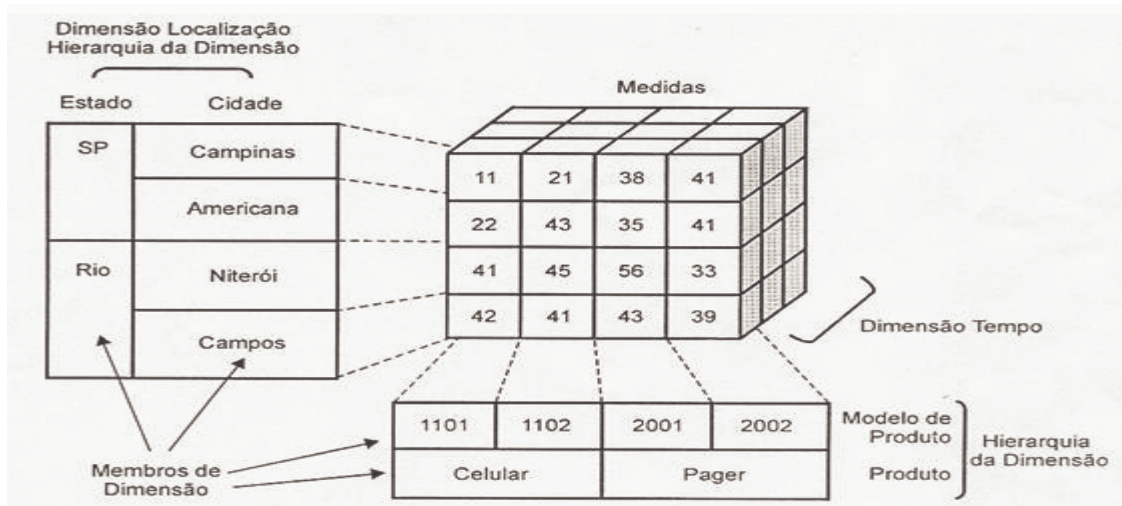 Dimensão Localização
Hierarquia da Dimensão
Estado Cidade
SP
Campinas
Americana
Rio
Niterói
Campos
Medidas
11 21 38 41
22 43 35 41
41 45 56 33
42 41 43 39
Dimensão Tempo
1101 1102 2001 2002
Celular Pager
Modelo de
Produto
Produto
Hierarquia
da Dimensão
Membros de
Dimensão